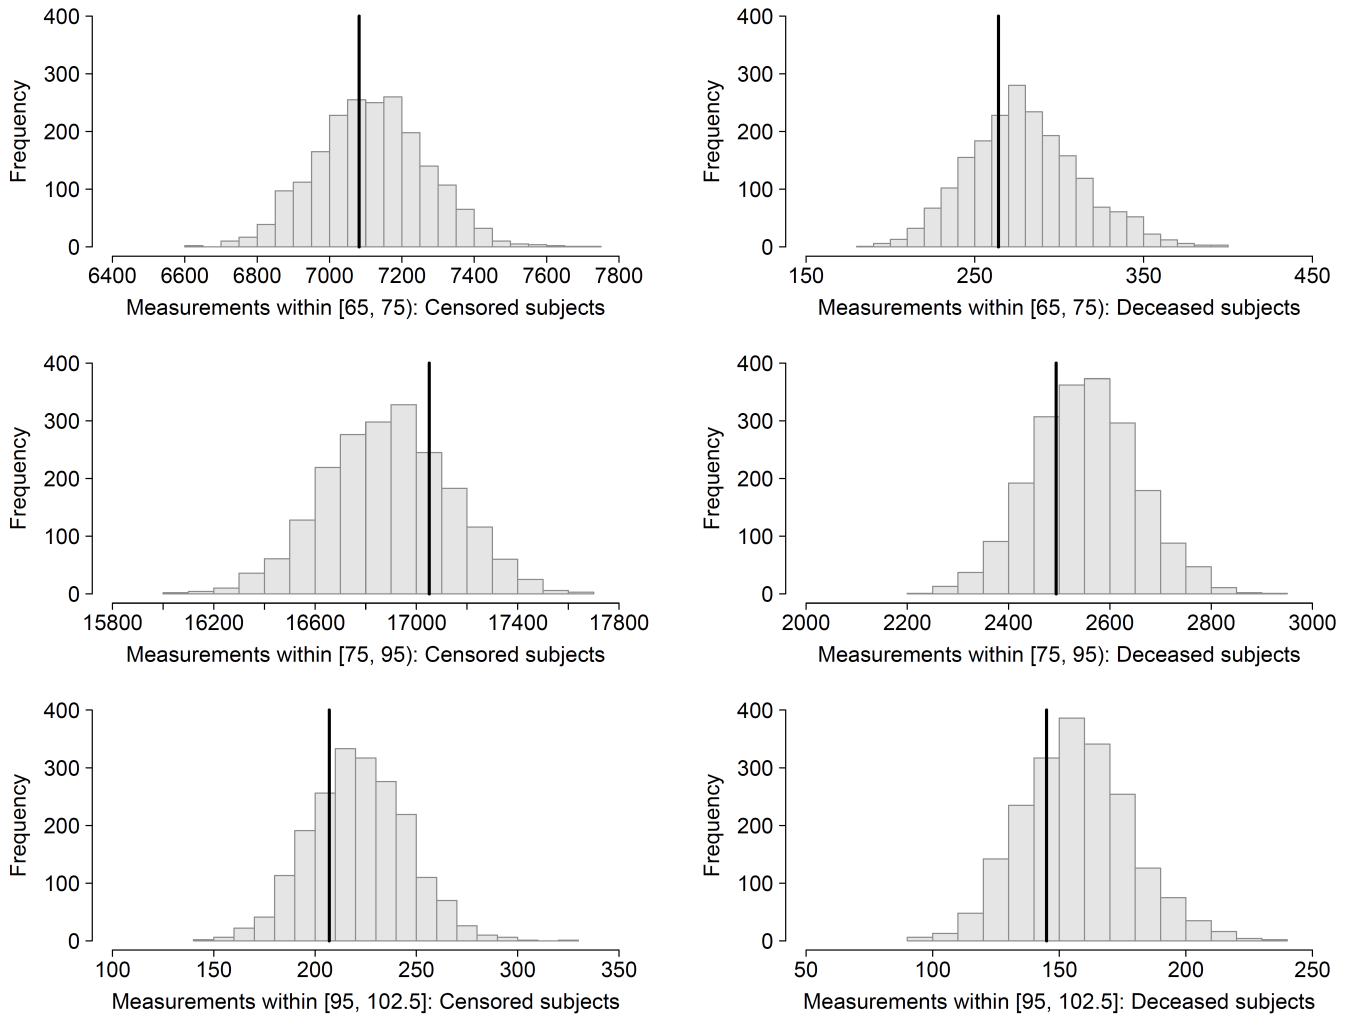 400
300
200
100
0
Frequency
6400 6600 6800 7000 7200 7400 7600 7800
Measurements within [65, 75): Censored subjects
400
300
200
100
0
Frequency
150 250 350 450
Measurements within [65, 75): Deceased subjects
400
300
200
100
0
Frequency
15800 16200 16600 17000 17400 17800
Measurements within [75, 95): Censored subjects
400
300
200
100
0
Frequency
2000 2200 2400 2600 2800 3000
Measurements within [75, 95): Deceased subjects
400
300
200
100
0
Frequency
100 150 200 250 300 350
Measurements within [95, 102.5]: Censored subjects
400
300
200
100
0
Frequency
50 100 150 200 250
Measurements within [95, 102.5]: Deceased subjects